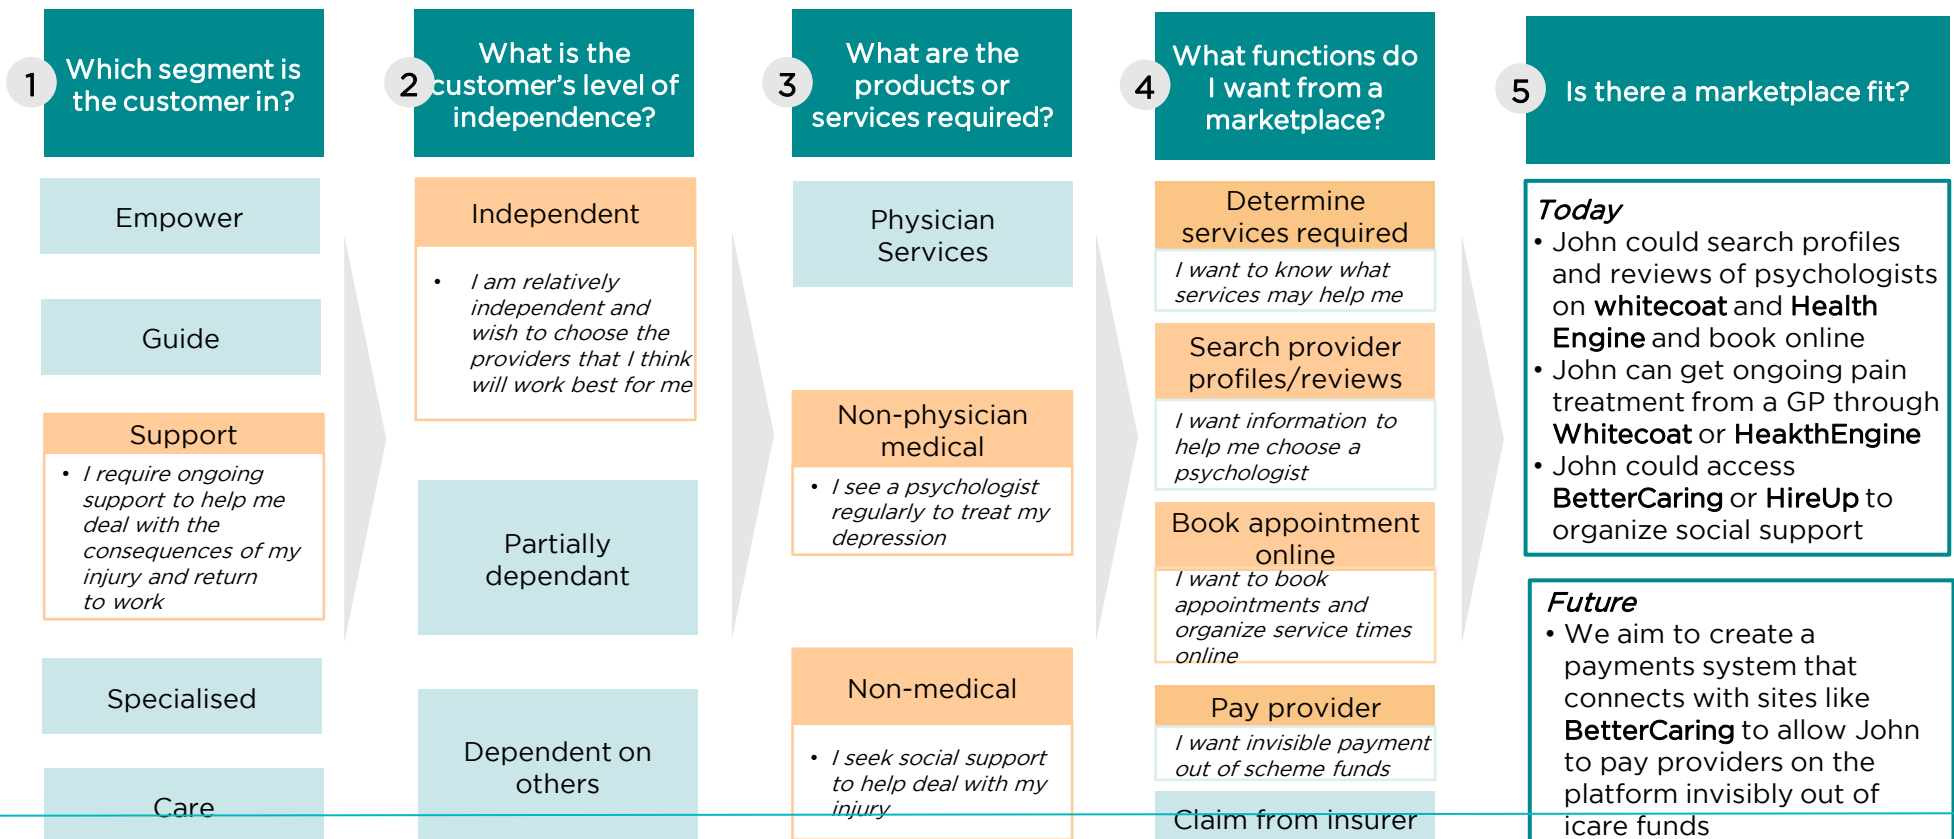 1
Which segment is
the customer in?
Empower
Guide
Support
• I require ongoing
support to help me
deal with the
consequences of my
injury and return
to work
Specialised
Care
2
What is the
customer’s level of
independence?
Independent
• I am relatively
independent and
wish to choose the
providers that I think
will work best for me
Partially
dependant
Dependent on
others
3
What are the
products or
services required?
Physician
Services
Non-physician
medical
• I see a psychologist
regularly to treat my
depression
Non-medical
• I seek social support
to help deal with my
injury
4
What functions do
I want from a
marketplace?
Determine
services required
I want to know what
services may help me
Search provider
profiles/reviews
I want information to
help me choose a
psychologist
Book appointment
online
I want to book
appointments and
organize service times
online
Pay provider
I want invisible payment
out of scheme funds
Claim from insurer
5
Is there a marketplace fit?
Today
• John could search profiles
and reviews of psychologists
on whitecoat and Health
Engine and book online
• John can get ongoing pain
treatment from a GP through
Whitecoat or HeakthEngine
• John could access
BetterCaring or HireUp to
organize social support
Future
• We aim to create a
payments system that
connects with sites like
BetterCaring to allow John
to pay providers on the
platform invisibly out of
icare funds